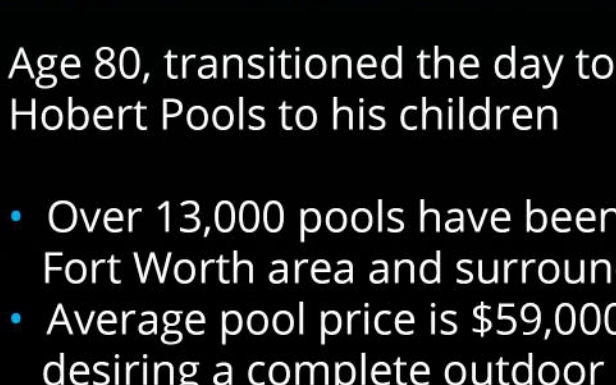 Age 80, transitioned the day to
Hobert Pools to his children
• Over 13,000 pools have been
Fort Worth area and surroun
• Average pool price is $59,000
desiring a complete outdoor